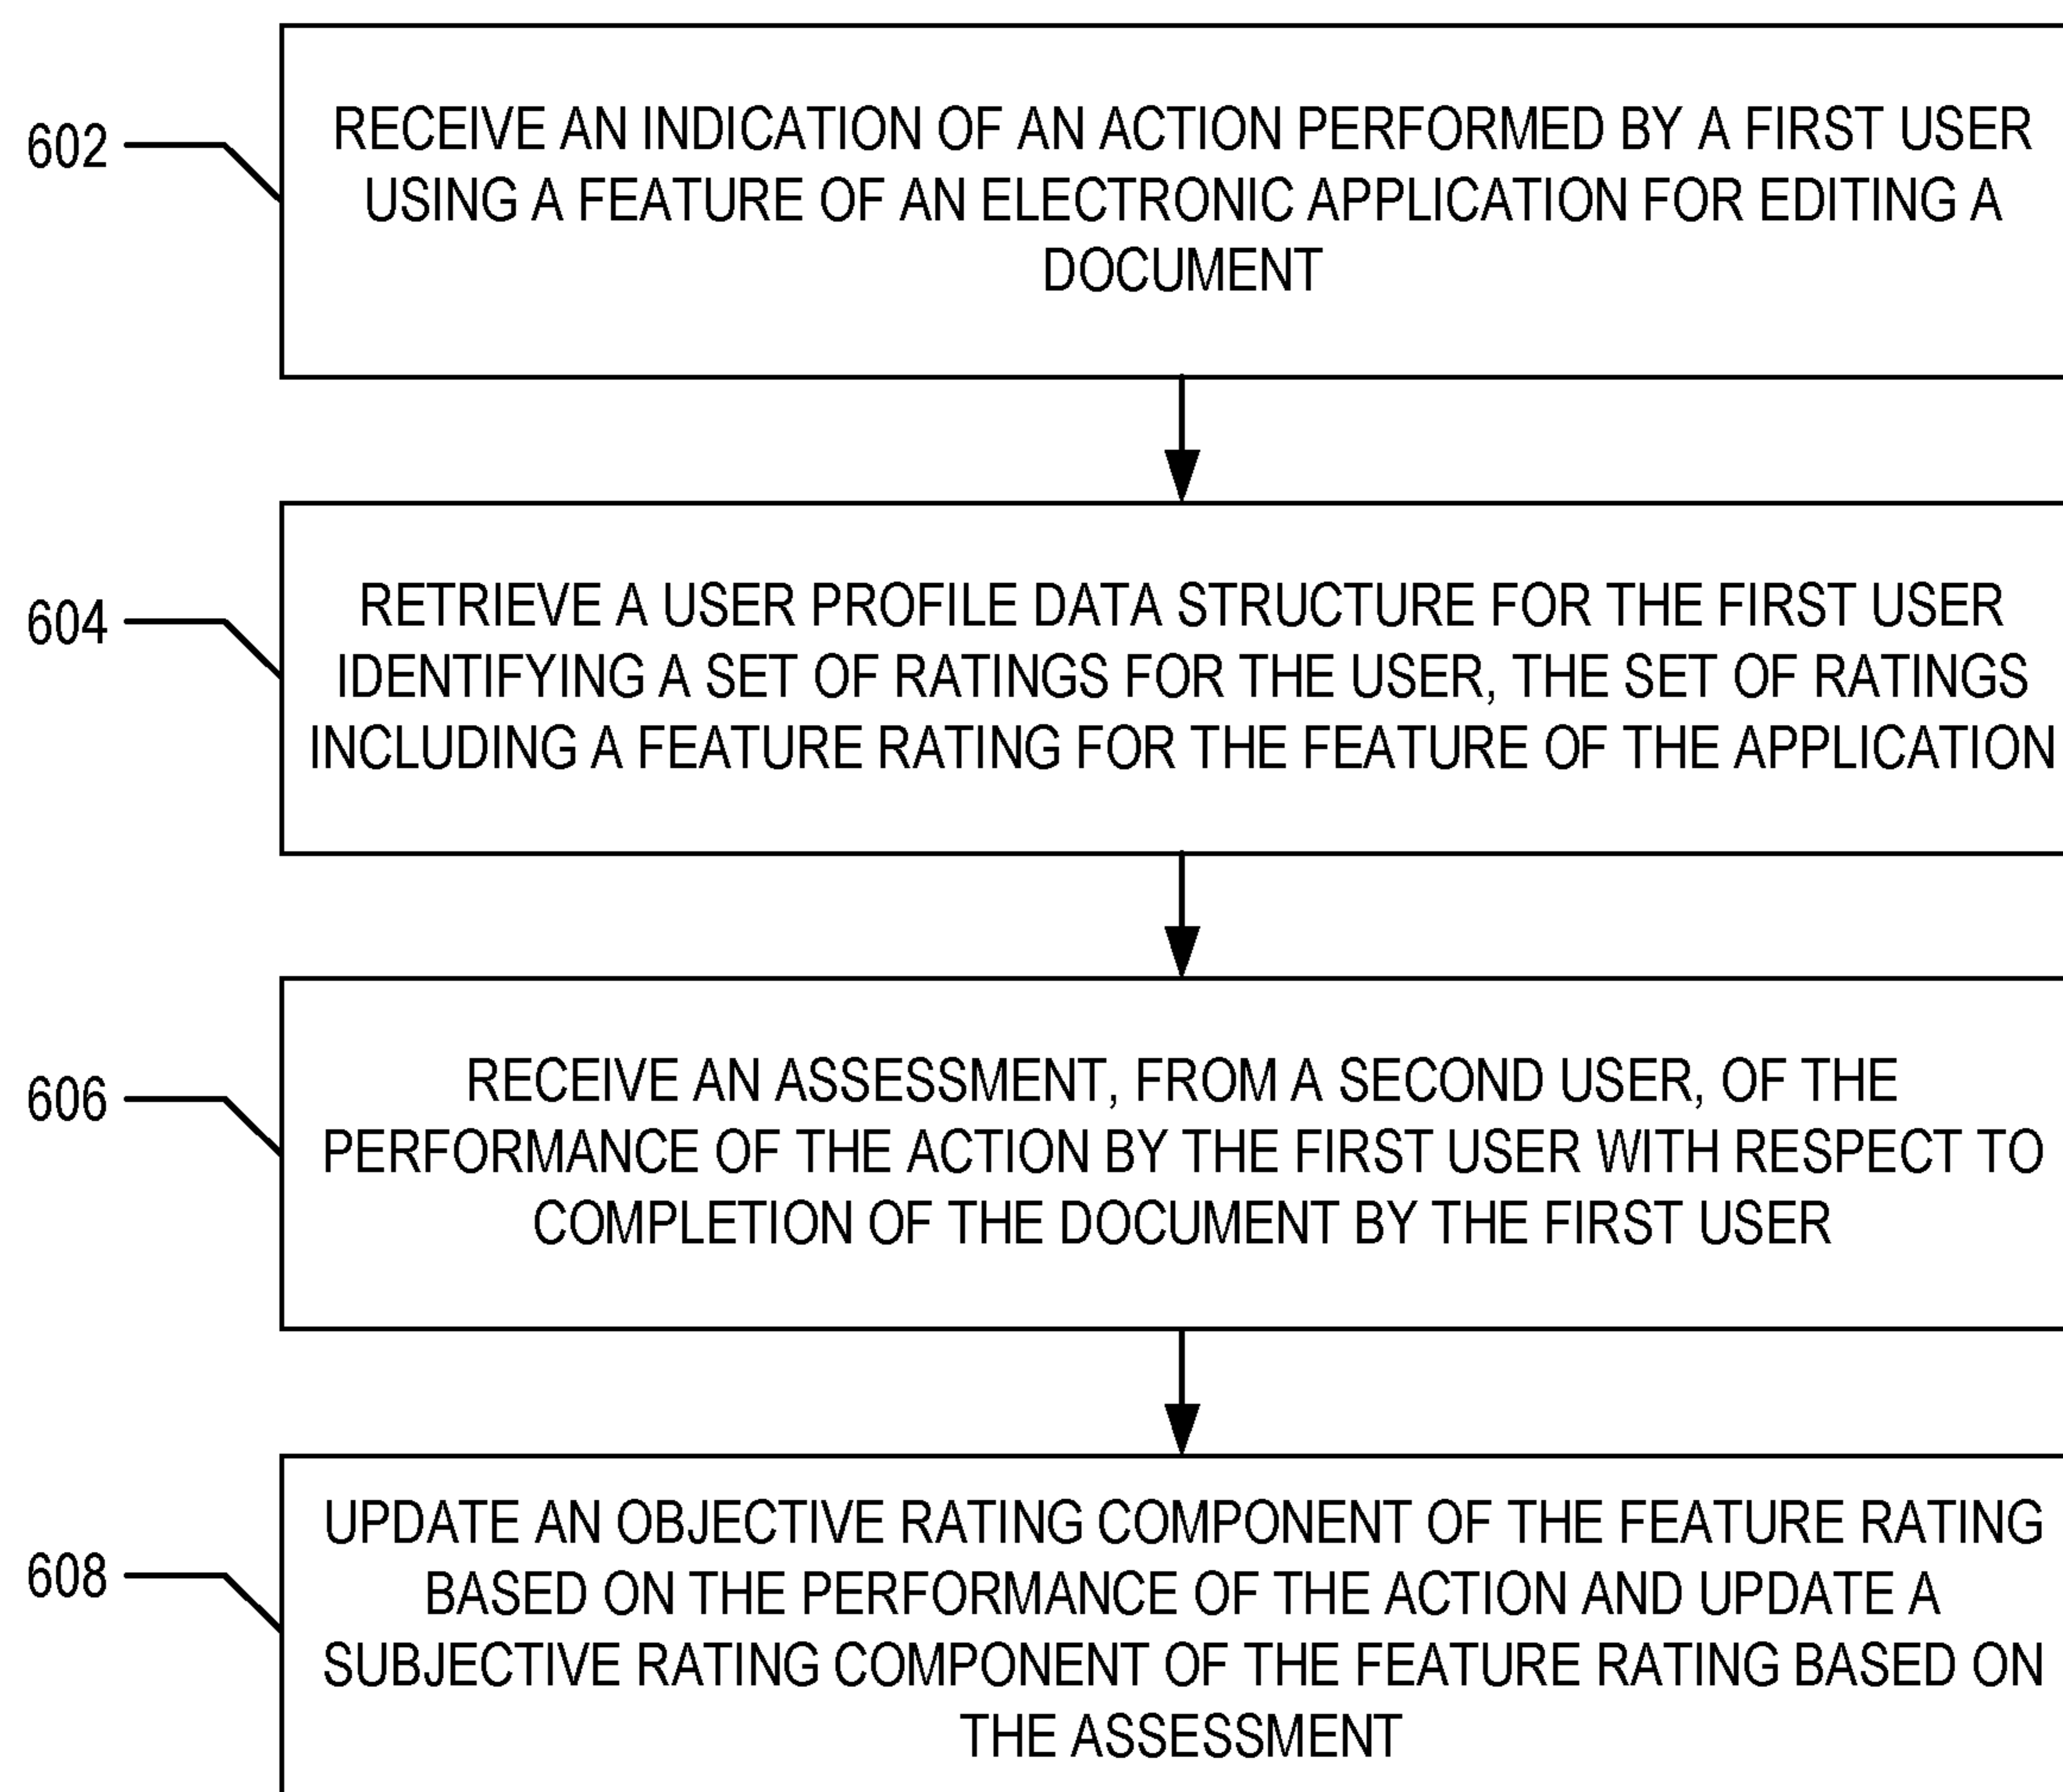 602
RECEIVE AN INDICATION OF AN ACTION PERFORMED BY A FIRST USER
USING A FEATURE OF AN ELECTRONIC APPLICATION FOR EDITING A
DOCUMENT
604
RETRIEVE A USER PROFILE DATA STRUCTURE FOR THE FIRST USER
IDENTIFYING A SET OF RATINGS FOR THE USER, THE SET OF RATINGS
INCLUDING A FEATURE RATING FOR THE FEATURE OF THE APPLICATION
606
RECEIVE AN ASSESSMENT, FROM A SECOND USER, OF THE
PERFORMANCE OF THE ACTION BY THE FIRST USER WITH RESPECT TO
COMPLETION OF THE DOCUMENT BY THE FIRST USER
608
UPDATE AN OBJECTIVE RATING COMPONENT OF THE FEATURE RATING
BASED ON THE PERFORMANCE OF THE ACTION AND UPDATE A
SUBJECTIVE RATING COMPONENT OF THE FEATURE RATING BASED ON
THE ASSESSMENT